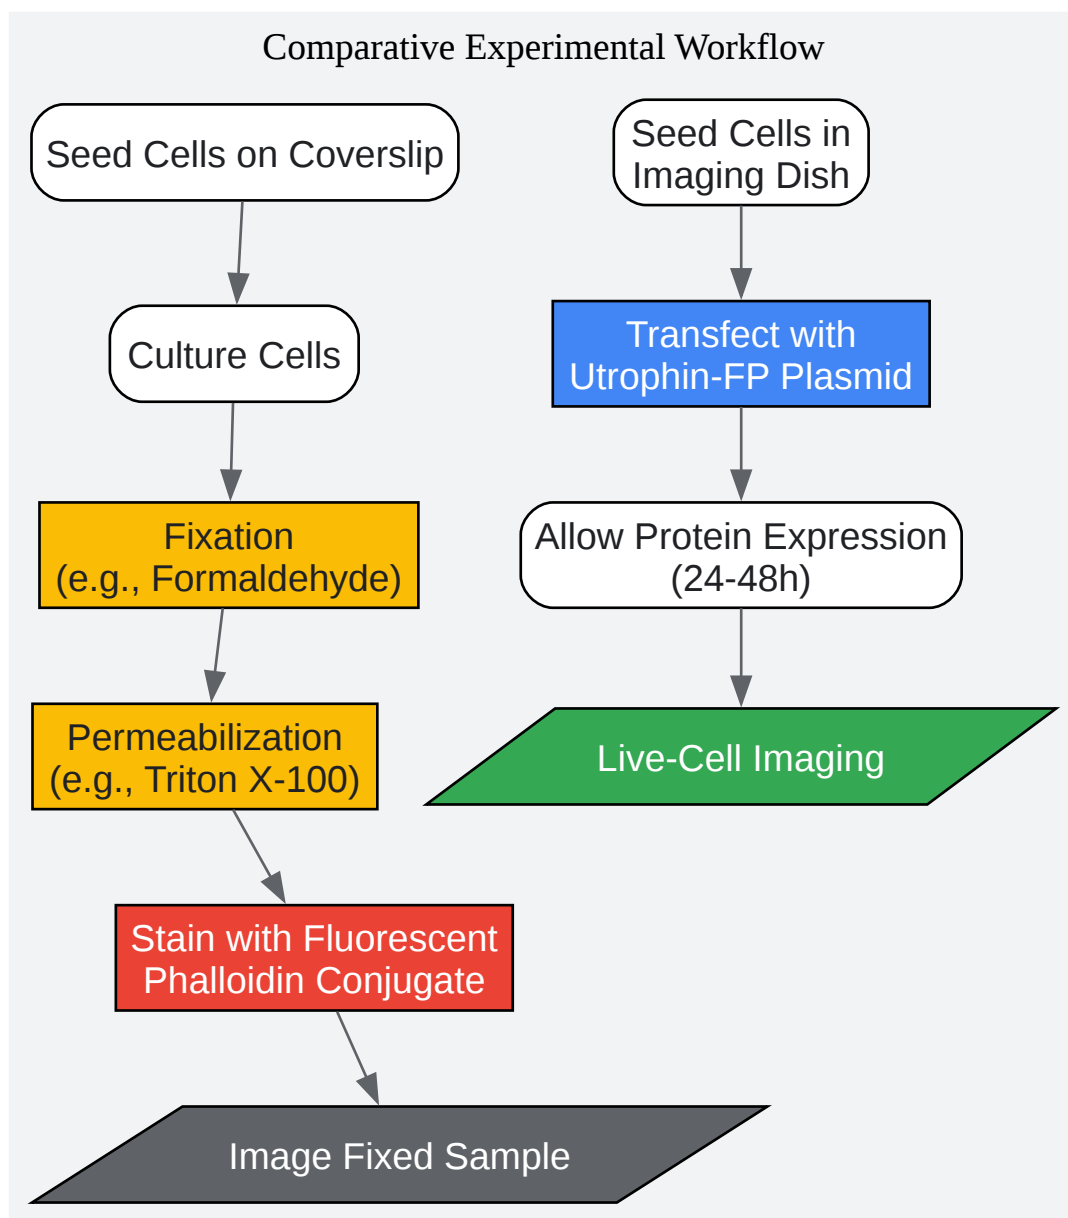 Comparative Experimental Workflow
Seed Cells on Coverslip
Culture Cells
Fixation
(e.g., Formaldehyde)
Permeabilization
(e.g., Triton X-100)
Stain with Fluorescent
Phalloidin Conjugate
Image Fixed Sample
Seed Cells in
Imaging Dish
Transfect with
Utrophin-FP Plasmid
Allow Protein Expression
(24-48h)
Live-Cell Imaging